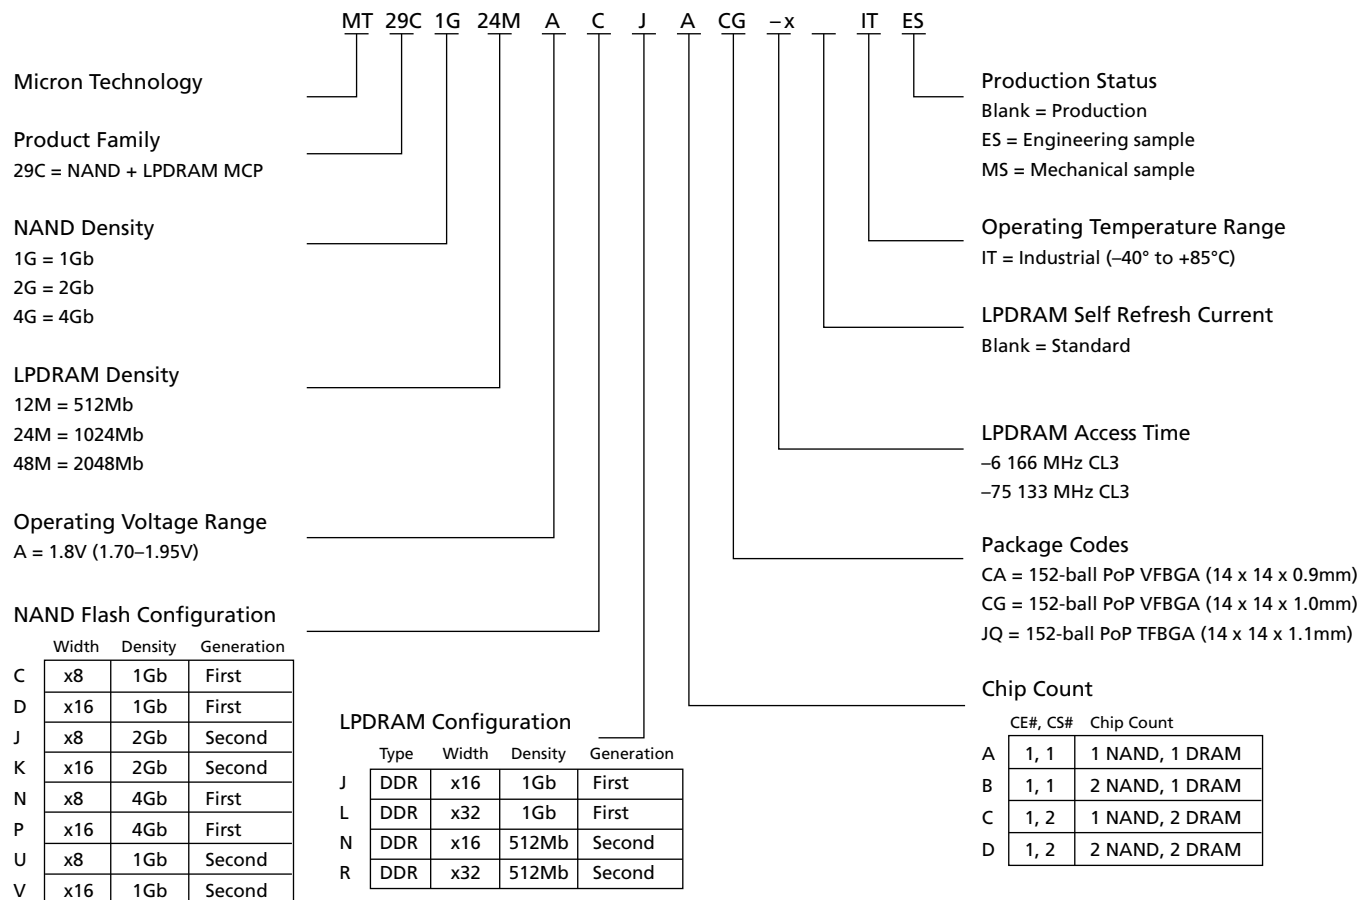 MT 29C 1G 24M A C J A CG –x IT ES
Micron Technology
Product Family
29C = NAND + LPDRAM MCP
NAND Density
1G = 1Gb
2G = 2Gb
4G = 4Gb
LPDRAM Density
12M = 512Mb
24M = 1024Mb
48M = 2048Mb
Operating Voltage Range
A = 1.8V (1.70–1.95V)
NAND Flash Configuration
Width Density Generation
C x8 1Gb First
D x16 1Gb First
J x8 2Gb Second
K x16 2Gb Second
N x8 4Gb First
P x16 4Gb First
U x8 1Gb Second
V x16 1Gb Second
LPDRAM Configuration
Type Width Density Generation
J DDR x16 1Gb First
L DDR x32 1Gb First
N DDR x16 512Mb Second
R DDR x32 512Mb Second
Production Status
Blank = Production
ES = Engineering sample
MS = Mechanical sample
Operating Temperature Range
IT = Industrial (–40° to +85°C)
LPDRAM Self Refresh Current
Blank = Standard
LPDRAM Access Time
–6 166 MHz CL3
–75 133 MHz CL3
Package Codes
CA = 152-ball PoP VFBGA (14 x 14 x 0.9mm)
CG = 152-ball PoP VFBGA (14 x 14 x 1.0mm)
JQ = 152-ball PoP TFBGA (14 x 14 x 1.1mm)
Chip Count
CE#, CS# Chip Count
A 1, 1 1 NAND, 1 DRAM
B 1, 1 2 NAND, 1 DRAM
C 1, 2 1 NAND, 2 DRAM
D 1, 2 2 NAND, 2 DRAM